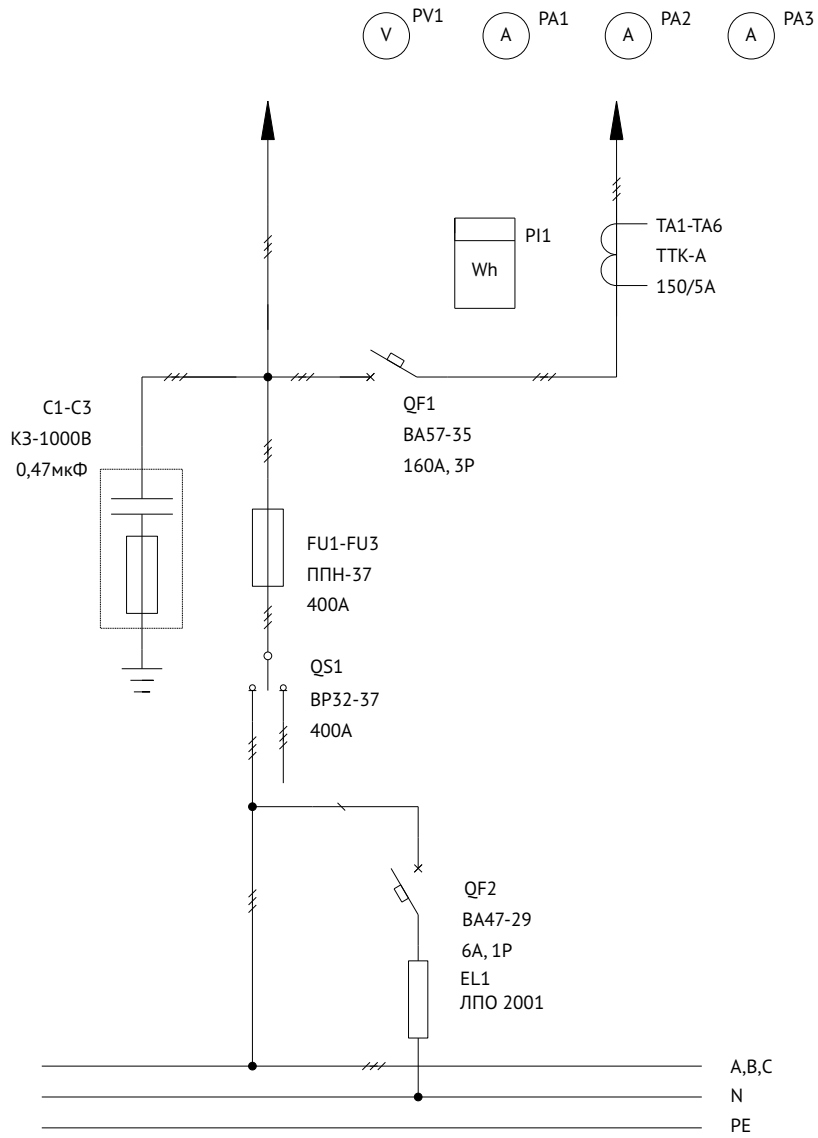 V PV1 A PA1 A PA2 A PA3
PI1
Wh
TA1-TA6
ТТК-А
150/5А
C1-C3
КЗ-1000В
0,47мкФ
QF1
ВА57-35
160А, 3Р
FU1-FU3
ППН-37
400А
QS1
ВР32-37
400А
QF2
ВА47-29
6А, 1Р
EL1
ЛПО 2001
A,B,C
N
PE